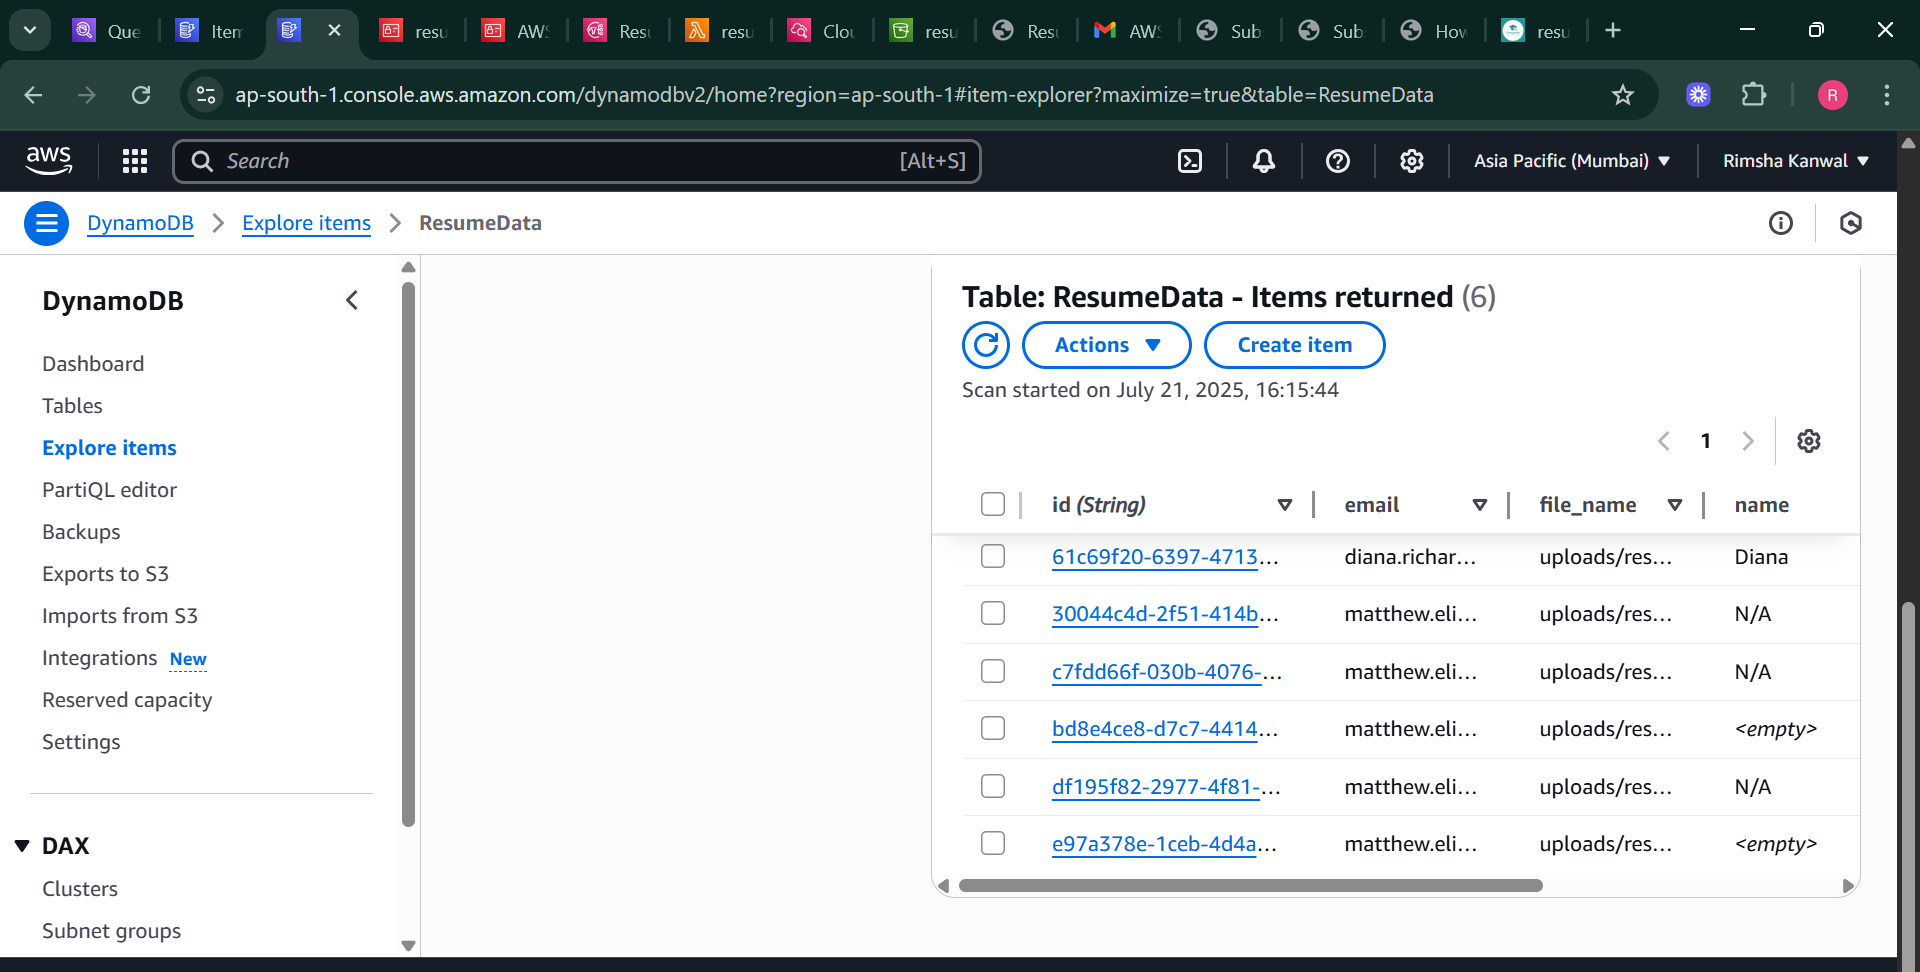 Que
Item
resu
AWS
Resu
resu
Clou
resu
Resu
AWS
Sub
Sub
How
resu
ap-south-1.console.aws.amazon.com/dynamodbv2/home?region=ap-south-1#item-explorer?maximize=true&table=ResumeData
R
aws
Search
[Alt+S]
Asia Pacific (Mumbai)
Rimsha Kanwal
DynamoDB
Explore items
ResumeData
DynamoDB
Dashboard
Tables
Explore items
PartiQL editor
Backups
Exports to S3
Imports from S3
Integrations New
Reserved capacity
Settings
DAX
Clusters
Subnet groups
Table: ResumeData - Items returned (6)
Actions
Create item
Scan started on July 21, 2025, 16:15:44
1
id (String) email file_name name
61c69f20-6397-4713... diana.richar... uploads/res... Diana
30044c4d-2f51-414b... matthew.eli... uploads/res... N/A
c7fdd66f-030b-4076-... matthew.eli... uploads/res... N/A
bd8e4ce8-d7c7-4414... matthew.eli... uploads/res... <empty>
df195f82-2977-4f81-... matthew.eli... uploads/res... N/A
e97a378e-1ceb-4d4a... matthew.eli... uploads/res... <empty>